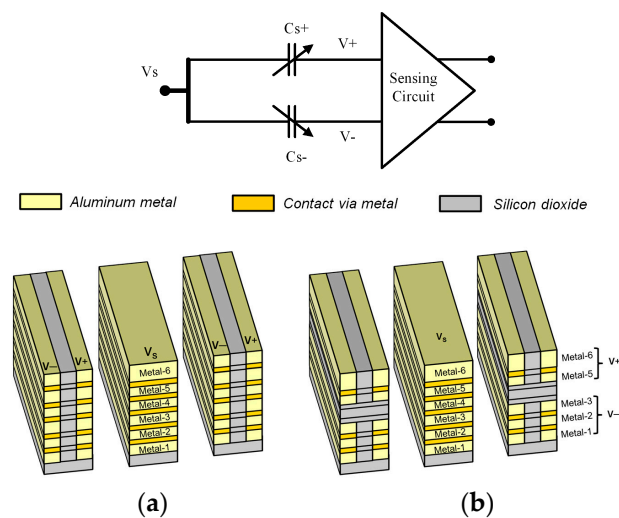 Cs+
V+
Vs
Sensing
Circuit
V-
Cs-
Aluminum metal
Contact via metal
Silicon dioxide
V— V+
Vs
Metal-6
Metal-5
Metal-4
Metal-3
Metal-2
Metal-1
V— V+
Vs
Metal-6
Metal-5
Metal-4
Metal-3
Metal-2
Metal-1
Metal-6
Metal-5
V+
Metal-3
Metal-2
Metal-1
V—
(a) (b)